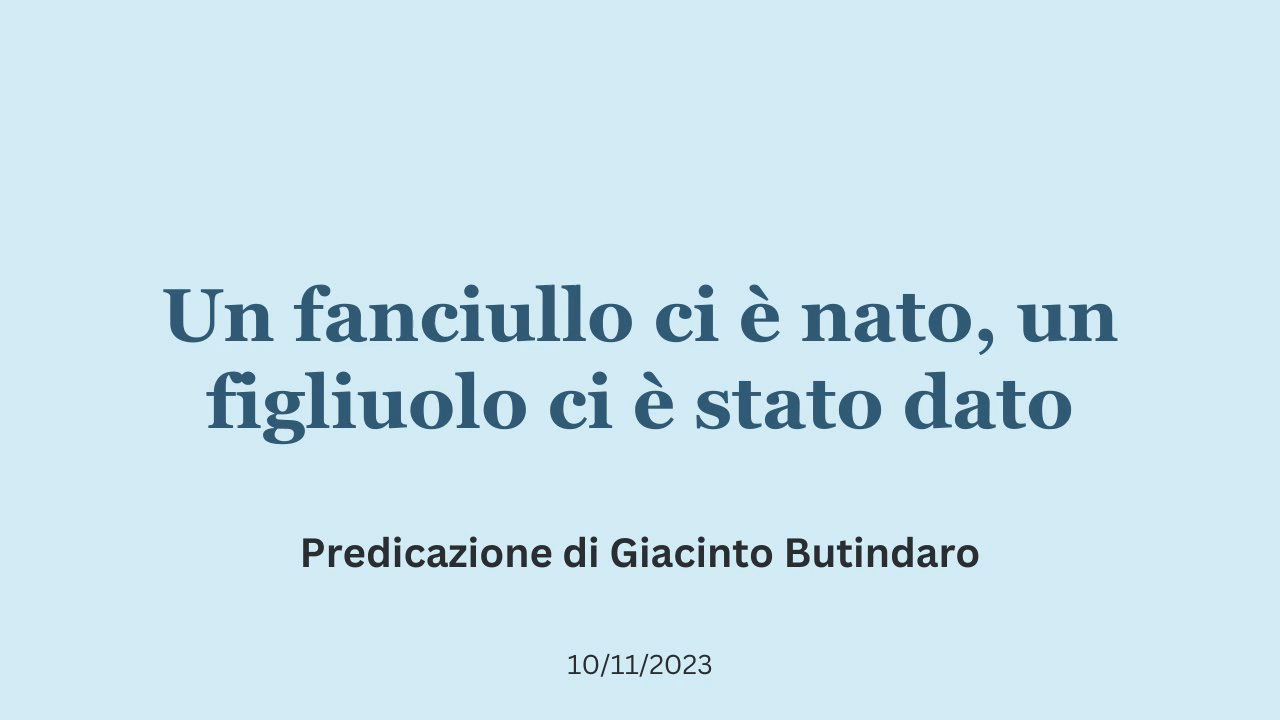 Un fanciullo ci è nato, un
figliuolo ci è stato dato
Predicazione di Giacinto Butindaro
10/11/2023